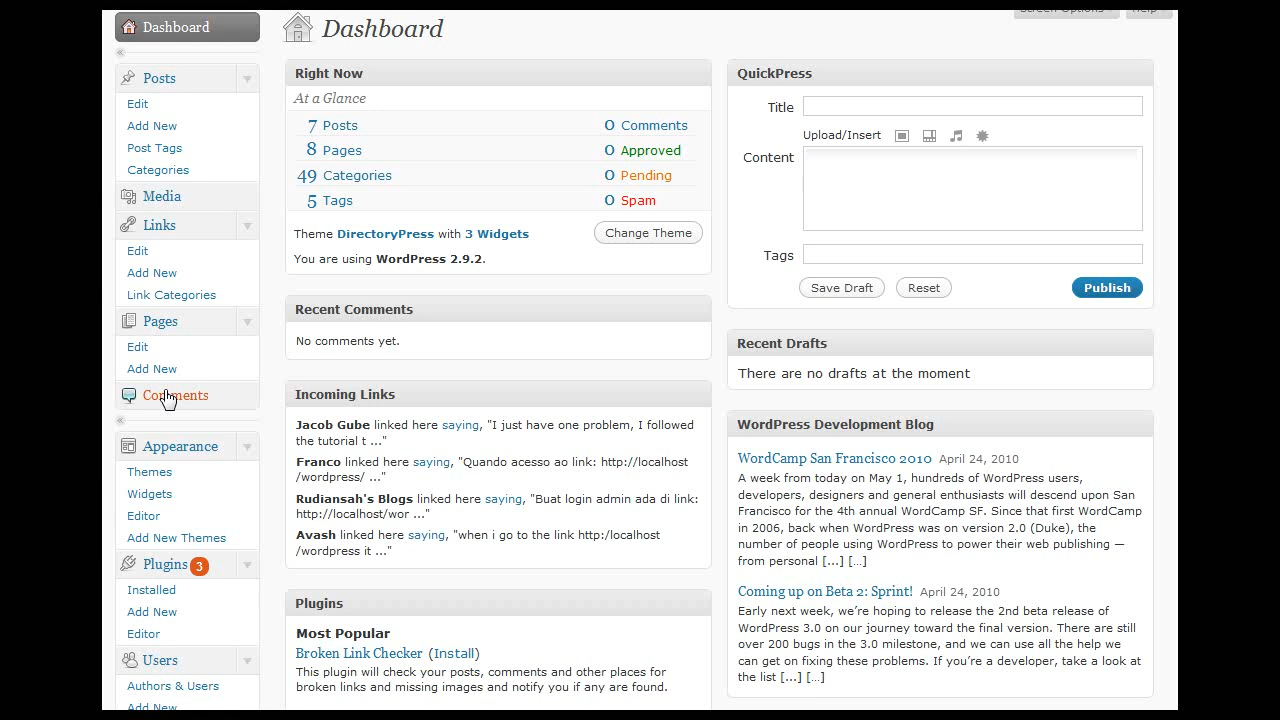 Screen Options
Help
Dashboard
Posts
Edit
Add New
Post Tags
Categories
Media
Links
Edit
Add New
Link Categories
Pages
Edit
Add New
Comments
Appearance
Themes
Widgets
Editor
Add New Themes
Plugins 3
Installed
Add New
Editor
Users
Authors & Users
Add New
Dashboard
Right Now
At a Glance
7 Posts 0 Comments
8 Pages 0 Approved
49 Categories 0 Pending
5 Tags 0 Spam
Theme DirectoryPress with 3 Widgets Change Theme
You are using WordPress 2.9.2.
Recent Comments
No comments yet.
Incoming Links
Jacob Gube linked here saying, "I just have one problem, I followed
the tutorial t ..."
Franco linked here saying, "Quando acesso ao link: http://localhost
/wordpress/ ..."
Rudiansah's Blogs linked here saying, "Buat login admin ada di link:
http://localhost/wor ..."
Avash linked here saying, "when i go to the link http:/localhost
/wordpress it ..."
Plugins
Most Popular
Broken Link Checker (Install)
This plugin will check your posts, comments and other places for
broken links and missing images and notify you if any are found.
QuickPress
Title
Upload/Insert
Content
Tags
Save Draft Reset Publish
Recent Drafts
There are no drafts at the moment
WordPress Development Blog
WordCamp San Francisco 2010 April 24, 2010
A week from today on May 1, hundreds of WordPress users,
developers, designers and general enthusiasts will descend upon San
Francisco for the 4th annual WordCamp SF. Since that first WordCamp
in 2006, back when WordPress was on version 2.0 (Duke), the
number of people using WordPress to power their web publishing —
from personal [...] [...]
Coming up on Beta 2: Sprint! April 24, 2010
Early next week, we're hoping to release the 2nd beta release of
WordPress 3.0 on our journey toward the final version. There are still
over 200 bugs in the 3.0 milestone, and we can use all the help we
can get on fixing these problems. If you're a developer, take a look at
the list [...] [...]